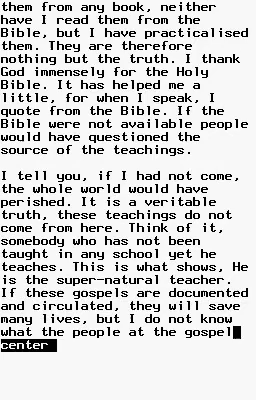 them from any book, neither
have I read them from the
Bible, but I have practicalised
them. They are therefore
nothing but the truth. I thank
God immensely for the Holy
Bible. It has helped me a
little, for when I speak, I
quote from the Bible. If the
Bible were not available people
would have questioned the
source of the teachings.

I tell you, if I had not come,
the whole world would have
perished. It is a veritable
truth, these teachings do not
come from here. Think of it,
somebody who has not been
taught in any school yet he
teaches. This is what shows, He
is the super-natural teacher.
If these gospels are documented
and circulated, they will save
many lives, but I do not know
what the people at the gospel
center